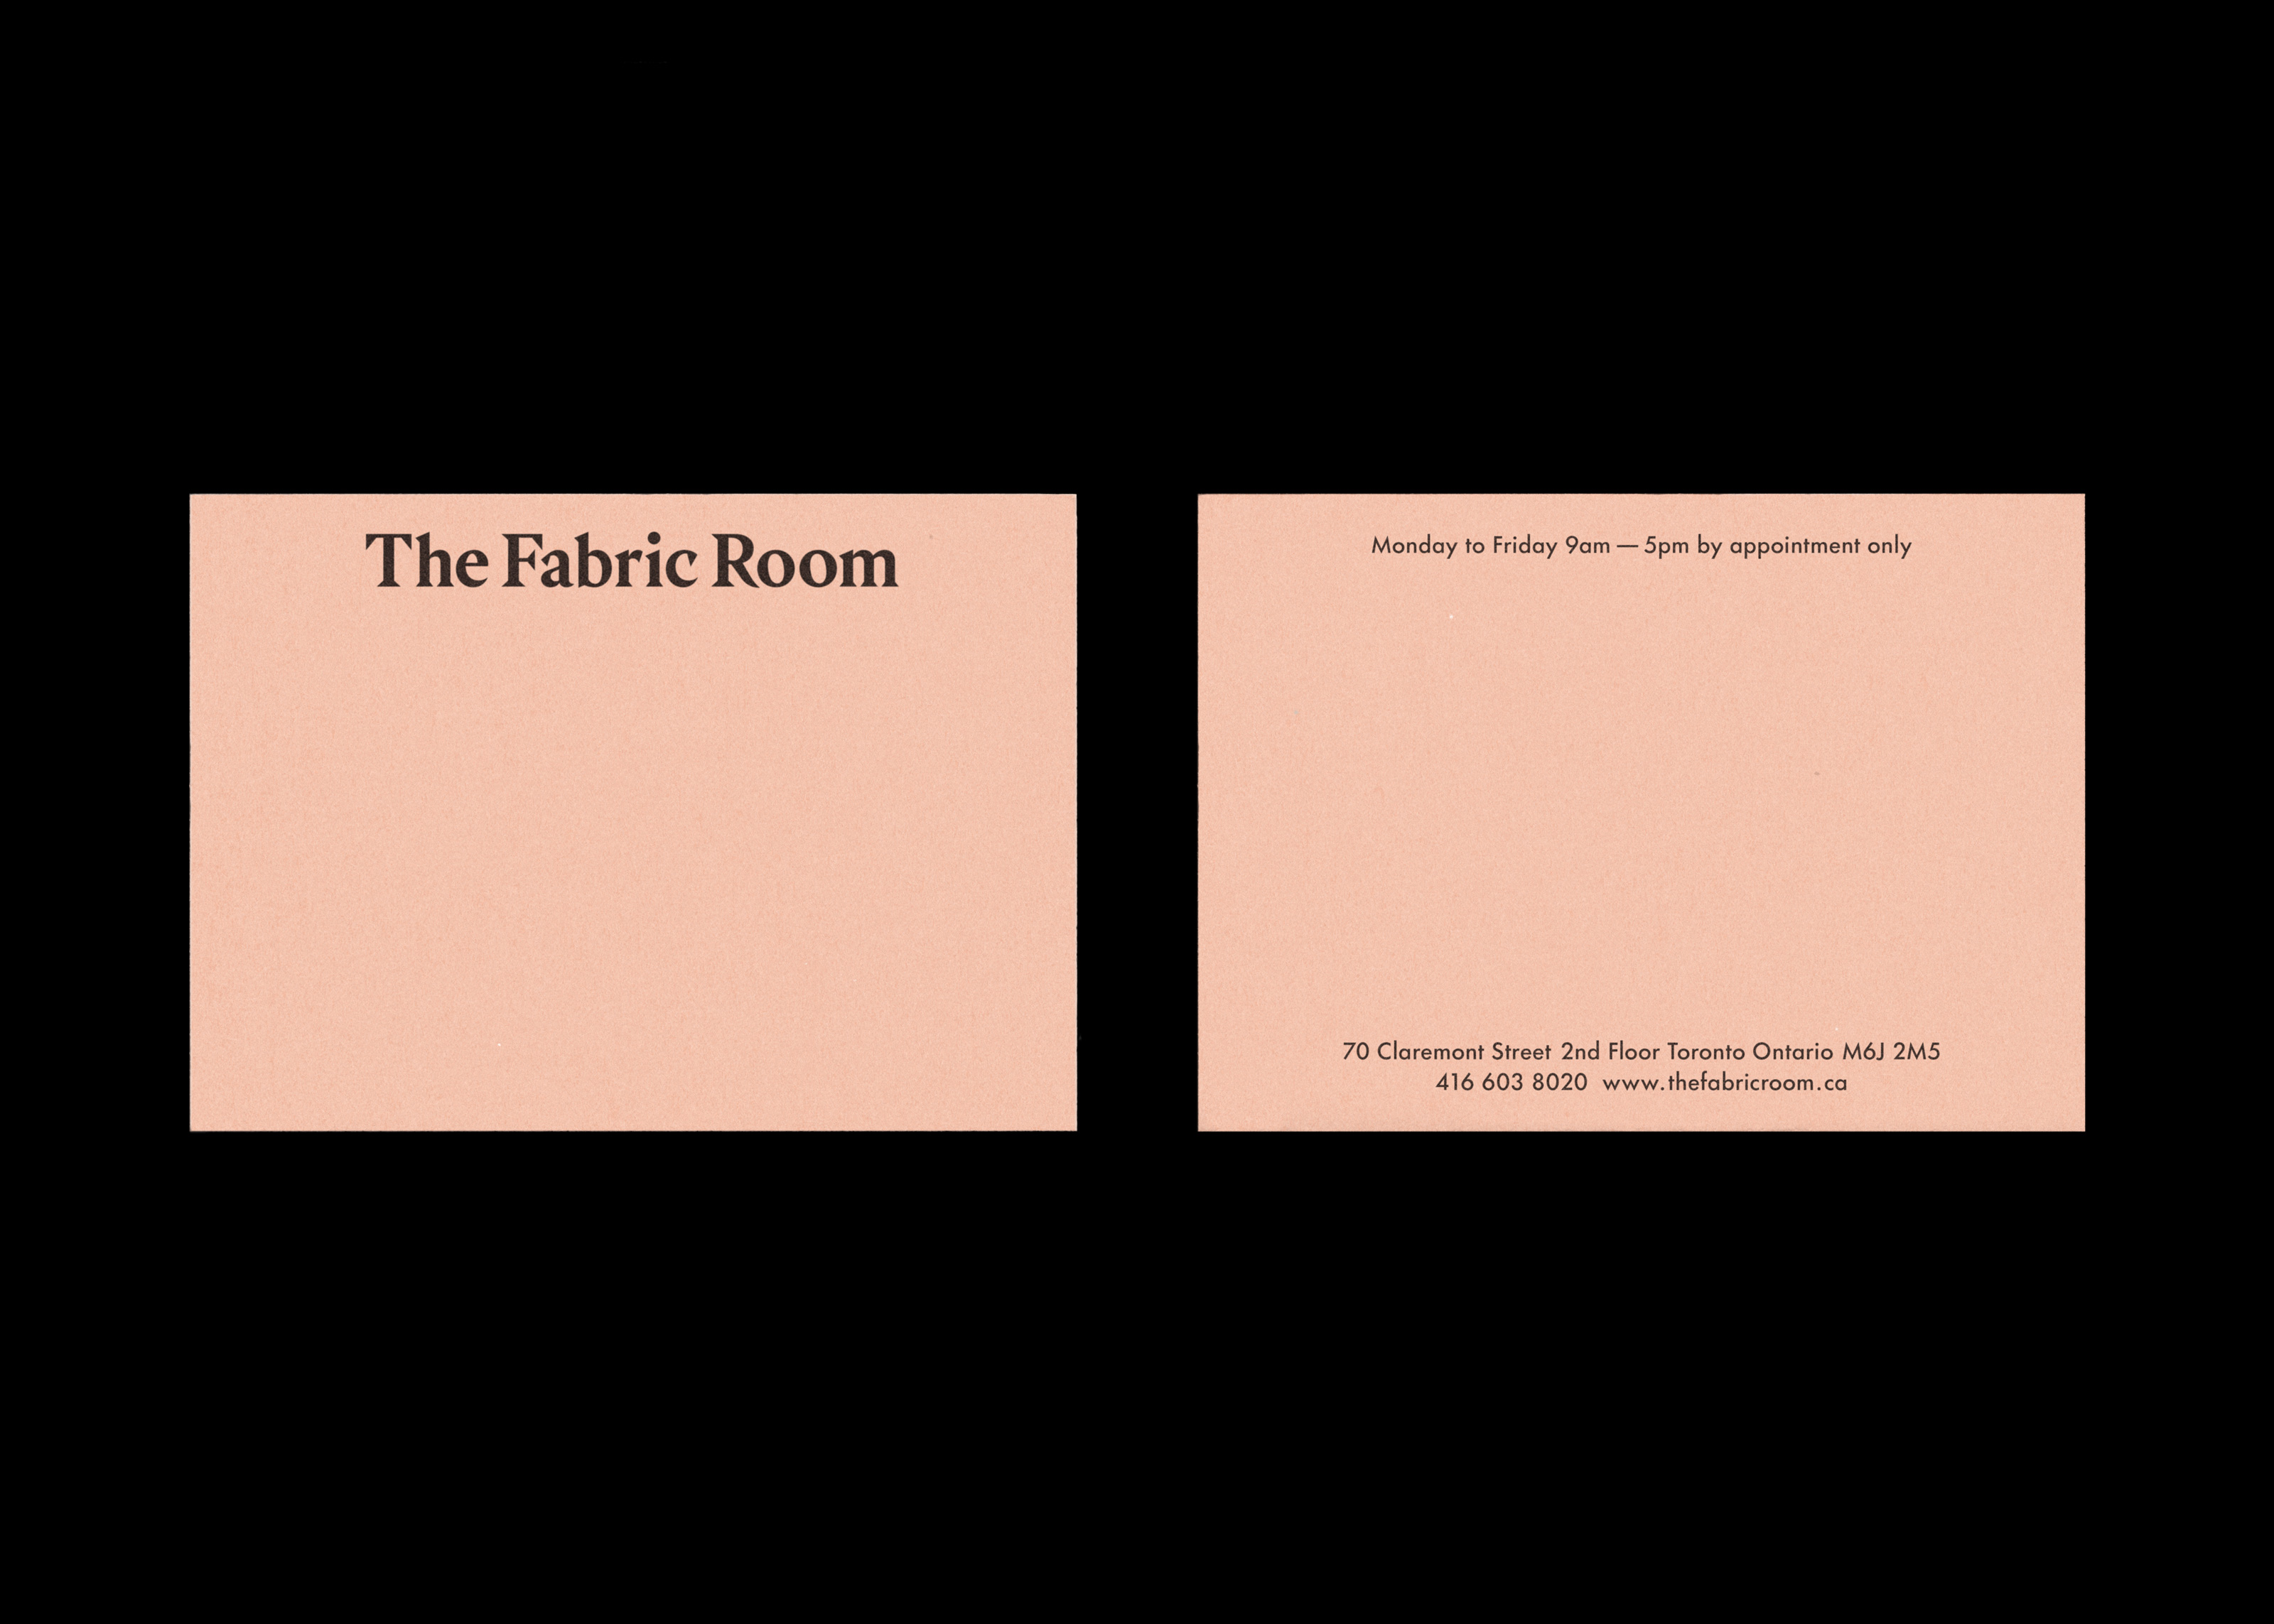 The Fabric Room
Monday to Friday 9am — 5pm by appointment only
70 Claremont Street 2nd Floor Toronto Ontario M6J 2M5
416 603 8020 www.thefabricroom.ca